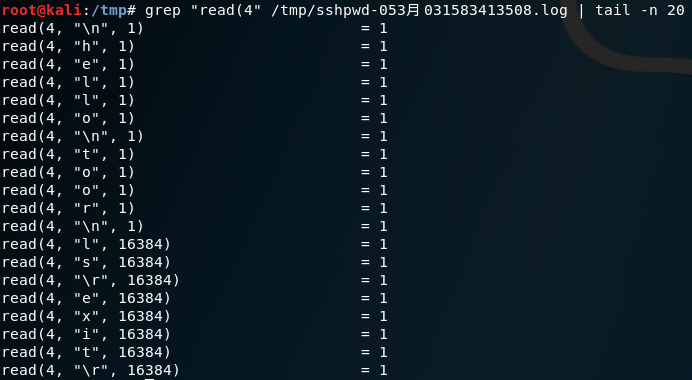 root@kali:/tmp# grep "read(4" /tmp/sshpwd-053月031583413508.log | tail -n 20
read(4, "\n", 1)                        = 1
read(4, "h", 1)                         = 1
read(4, "e", 1)                         = 1
read(4, "l", 1)                         = 1
read(4, "l", 1)                         = 1
read(4, "o", 1)                         = 1
read(4, "\n", 1)                        = 1
read(4, "t", 1)                         = 1
read(4, "o", 1)                         = 1
read(4, "o", 1)                         = 1
read(4, "r", 1)                         = 1
read(4, "\n", 1)                        = 1
read(4, "l", 16384)                     = 1
read(4, "s", 16384)                     = 1
read(4, "\r", 16384)                    = 1
read(4, "e", 16384)                     = 1
read(4, "x", 16384)                     = 1
read(4, "i", 16384)                     = 1
read(4, "t", 16384)                     = 1
read(4, "\r", 16384)                    = 1